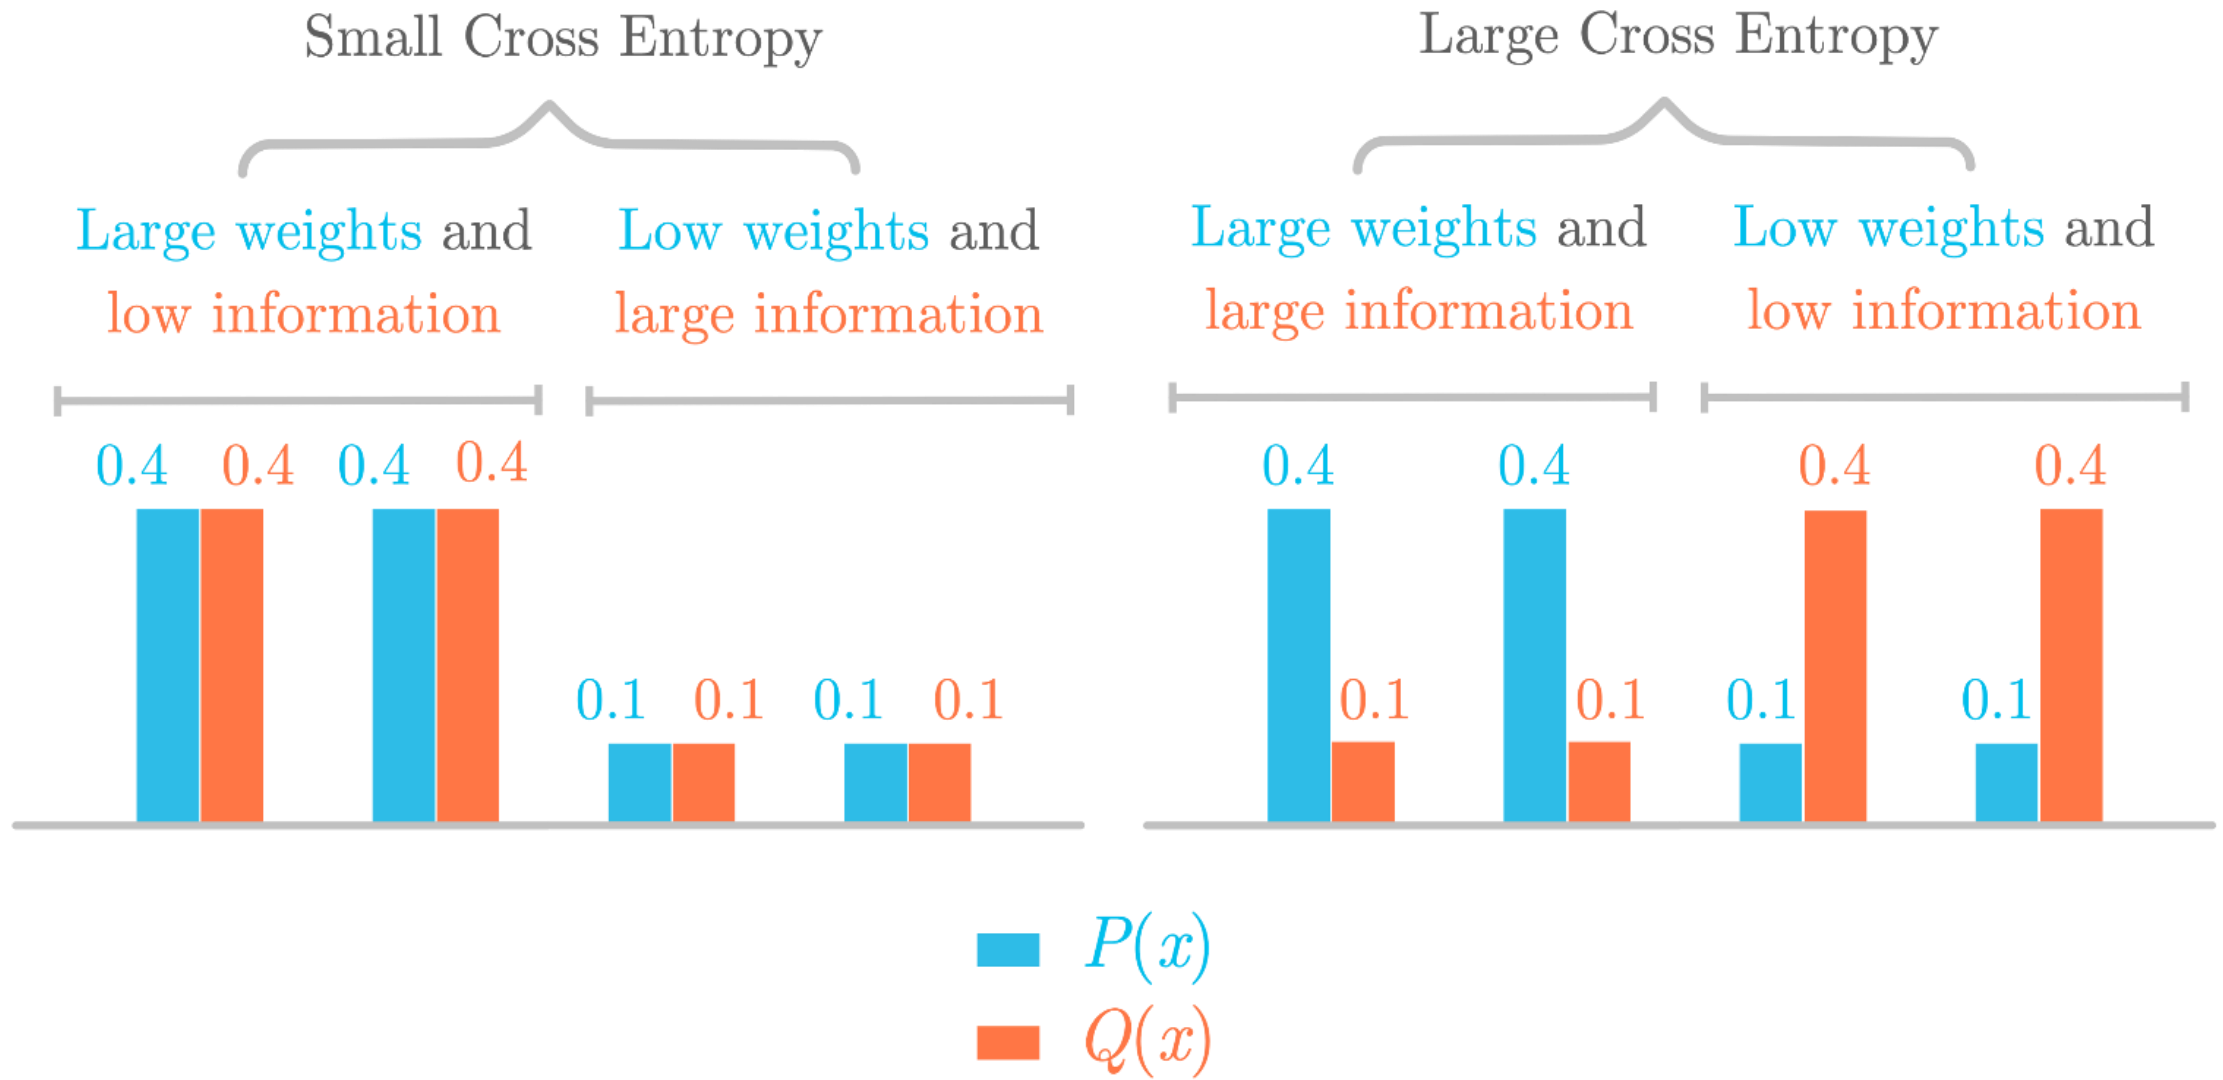 Small Cross Entropy
Large weights and
low information
Low weights and
large information
0.4 0.4 0.4 0.4
0.1 0.1 0.1 0.1
Large Cross Entropy
Large weights and
large information
Low weights and
low information
0.4 0.4 0.4 0.4
0.1 0.1 0.1 0.1
P(x)
Q(x)